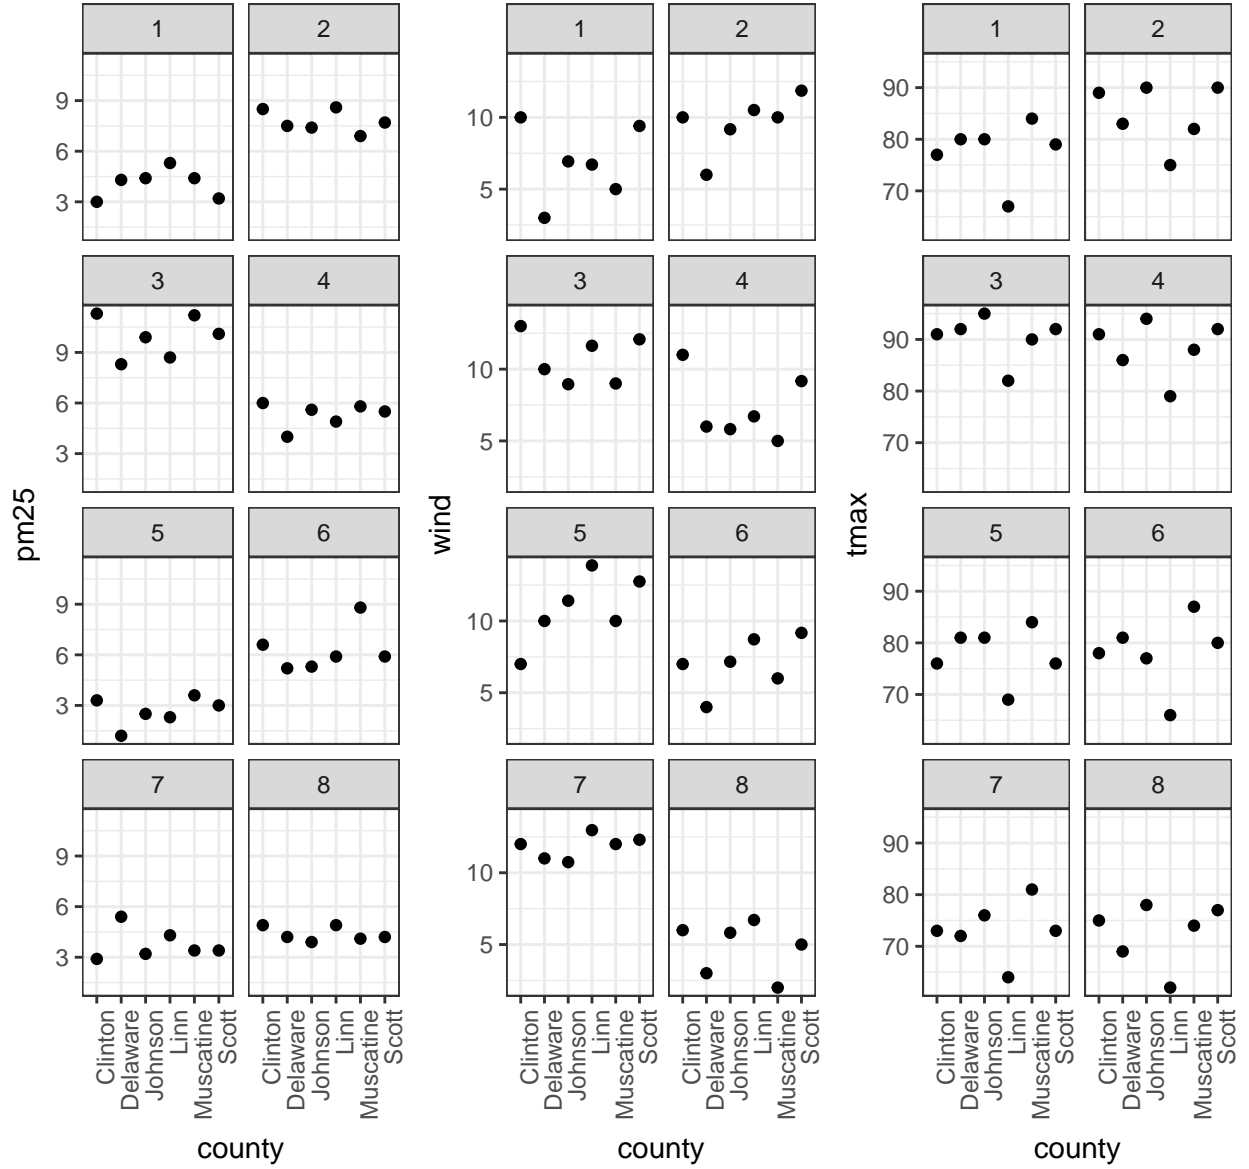 1 2 1 2 1 2
9
6
3
10
5
90
80
70
3 4 3 4 3 4
9
6
3
10
5
90
80
70
pm25
wind
tmax
5 6 5 6 5 6
9
6
3
10
5
90
80
70
7 8 7 8 7 8
9
6
3
10
5
90
80
70
Clinton
Delaware
Johnson
Linn
Muscatine
Scott
Clinton
Delaware
Johnson
Linn
Muscatine
Scott
Clinton
Delaware
Johnson
Linn
Muscatine
Scott
Clinton
Delaware
Johnson
Linn
Muscatine
Scott
Clinton
Delaware
Johnson
Linn
Muscatine
Scott
Clinton
Delaware
Johnson
Linn
Muscatine
Scott
county county county